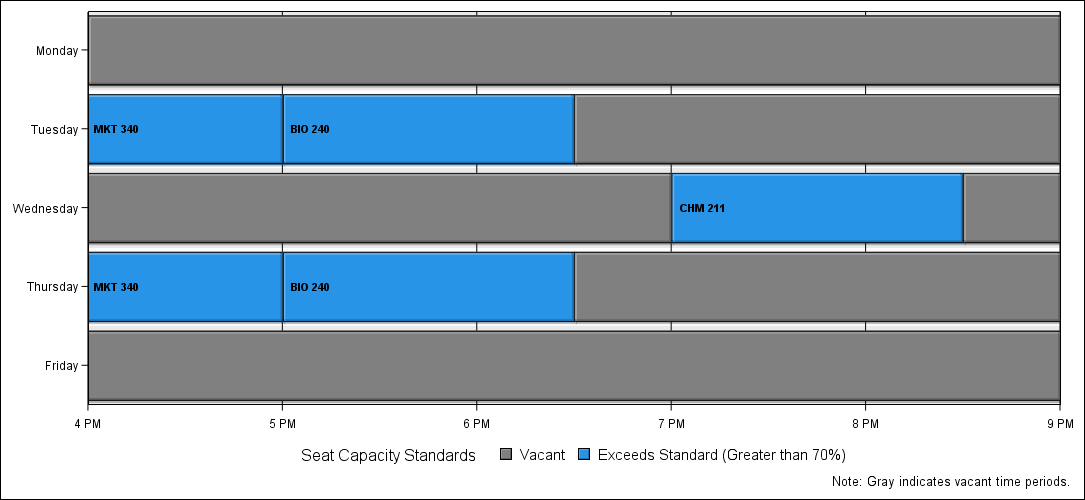 Monday
Tuesday
MKT 340
BIO 240
Wednesday
CHM 211
Thursday
MKT 340
BIO 240
Friday
4 PM 5 PM 6 PM 7 PM 8 PM 9 PM
Seat Capacity Standards Vacant Exceeds Standard (Greater than 70%)
Note: Gray indicates vacant time periods.